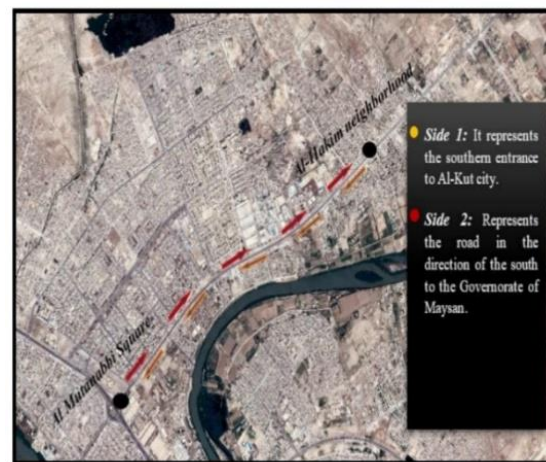 Al-Hakim neighborhood
Al Mutanabbi Square
Side 1: It represents
the southern entrance
to Al-Kut city.
Side 2: Represents
the road in the
direction of the south
to the Governorate of
Maysan.